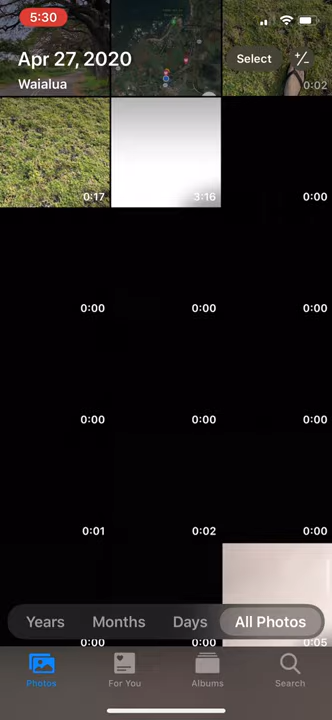 5:30
Apr 27, 2020
Select
+/−
Waialua
0:02
0:17
3:16
0:00
0:00
0:00
0:00
0:00
0:00
0:00
0:01
0:02
0:00
Years
Months
Days
All Photos
0:00
0:00
0:05
Photos
For You
Albums
Search